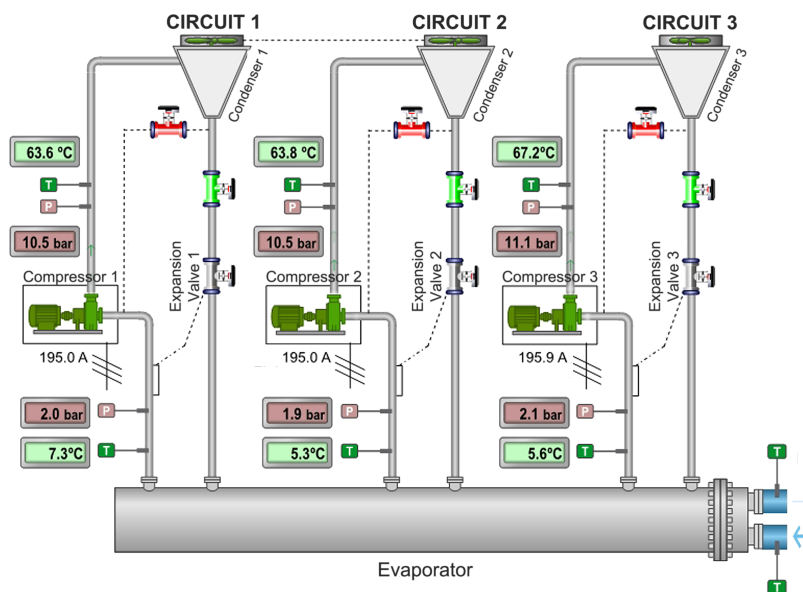 CIRCUIT 1
CIRCUIT 2
CIRCUIT 3
Condenser 1
Condenser 2
Condenser 3
63.6 ºC
63.8 ºC
67.2ºC
T
T
T
P
P
P
10.5 bar
10.5 bar
11.1 bar
Expansion
Valve 1
Expansion
Valve 2
Expansion
Valve 3
Compressor 1
Compressor 2
Compressor 3
195.0 A
195.0 A
195.9 A
2.0 bar
P
1.9 bar
P
2.1 bar
P
7.3ºC
T
5.3ºC
T
5.6ºC
T
T
Evaporator
T